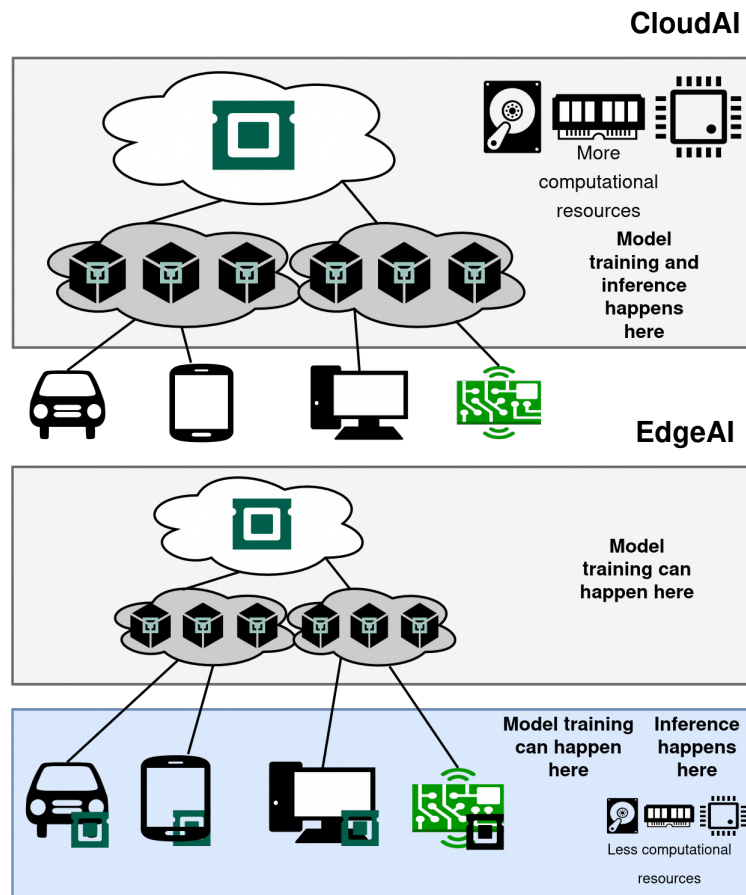 CloudAI
More
computational
resources
Model
training and
inference
happens
here
EdgeAI
Model
training can
happen here
Model training
can happen
here
Inference
happens
here
Less computational
resources